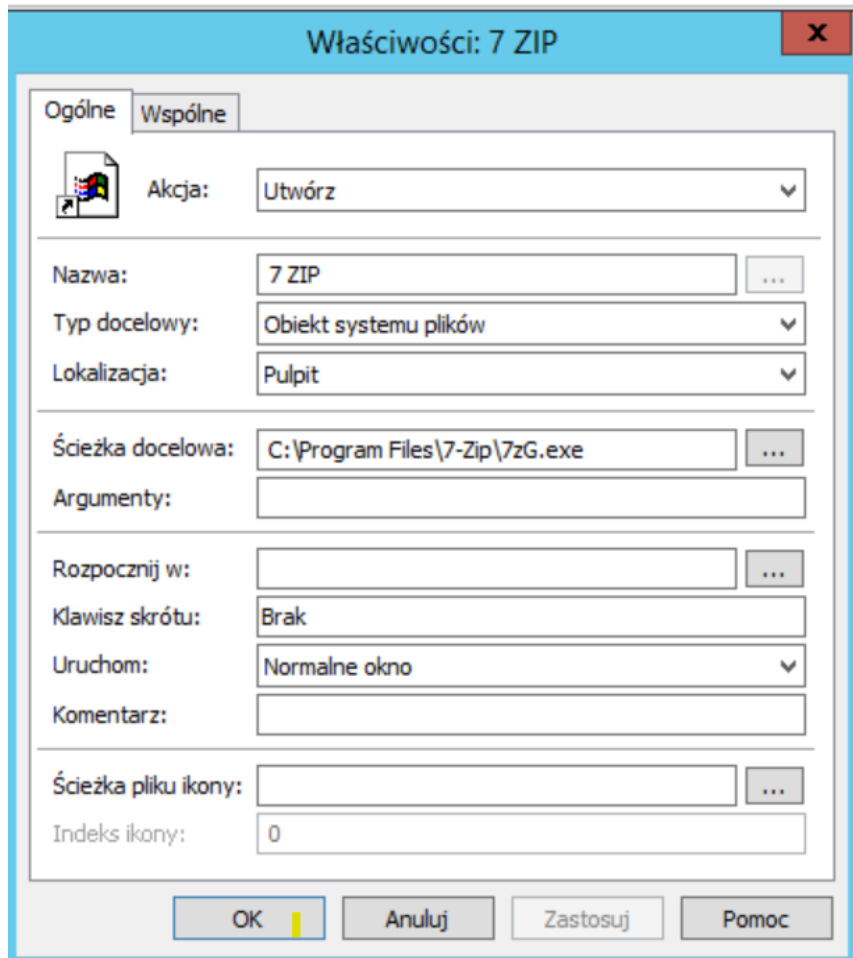 Właściwości: 7 ZIP
x
Ogólne Wspólne
Akcja: Utwórz
Nazwa: 7 ZIP ...
Typ docelowy: Obiekt systemu plików
Lokalizacja: Pulpit
Ścieżka docelowa: C:\Program Files\7-Zip\7zG.exe ...
Argumenty:
Rozpocznij w: ...
Klawisz skrótu: Brak
Uruchom: Normalne okno
Komentarz:
Ścieżka pliku ikony: ...
Indeks ikony: 0
OK Anuluj Zastosuj Pomoc